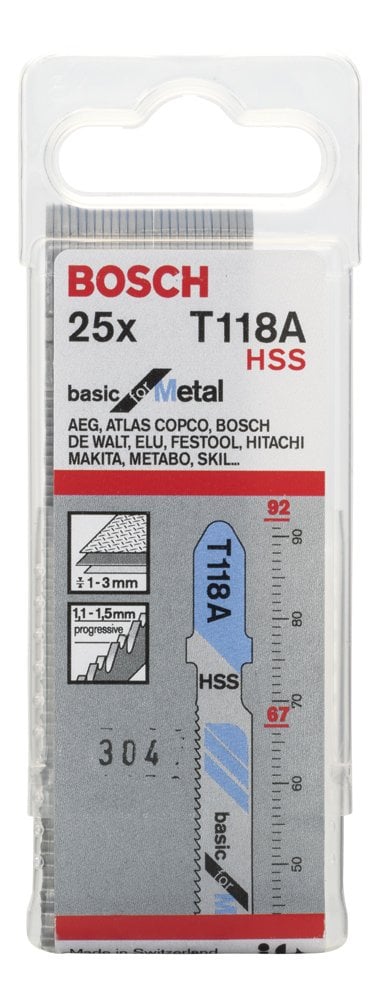 BOSCH
25x T118A
HSS
basic for Metal
AEG, ATLAS COPCO, BOSCH
DE WALT, ELU, FESTOOL, HITACHI
MAKITA, METABO, SKIL...
92
90
T118A
1-3 mm
80
1,1-1,5mm
progressive
HSS
70
67
304
60
basic for M
50
Made in Switzerland